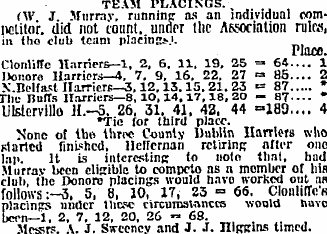 TEAM PLACINGS.
(W. J. Murray, running as an individual com-
petitor, did not count, under the Association rules,
in the club team placings).
Place.
Clonliffe Harriers—1, 2, 6, 11, 19, 25 = 64.... 1
Donore Harriers—4, 7, 9, 16, 22, 27 = 85.... 2
N.Belfast Harriers—3, 12, 13, 15, 21, 23 = 87.... *
The Buffs Harriers—8, 10, 14, 17, 18, 20 = 87.... *
Ulsterville H.—5, 26, 31, 41, 42, 44 = 189.... 4
*Tie for third place.
None of the three County Dublin Harriers who
started finished, Heffernan retiring after one
lap. It is interesting to note that, had
Murray been eligible to compete as a member of his
club, the Donore placings would have worked out as
follows:—3, 5, 8, 10, 17, 23 = 66. Clonliffe's
placings under these circumstances would have
been—1, 2, 7, 12, 20, 26 = 68.
Messrs. A. J. Sweeney and J. J. Higgins timed.